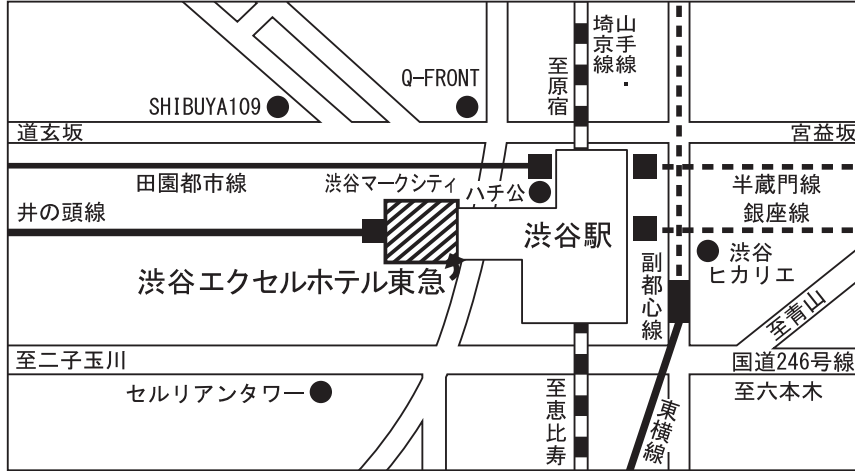 山手線・
埼京線
至原宿
Q-FRONT
SHIBUYA109
道玄坂
宮益坂
田園都市線
渋谷マークシティ
ハチ公
半蔵門線
井の頭線
銀座線
渋谷駅
渋谷
ヒカリエ
渋谷エクセルホテル東急
副都心線
至青山
至二子玉川
国道246号線
セルリアンタワー
至六本木
至恵比寿
東横線